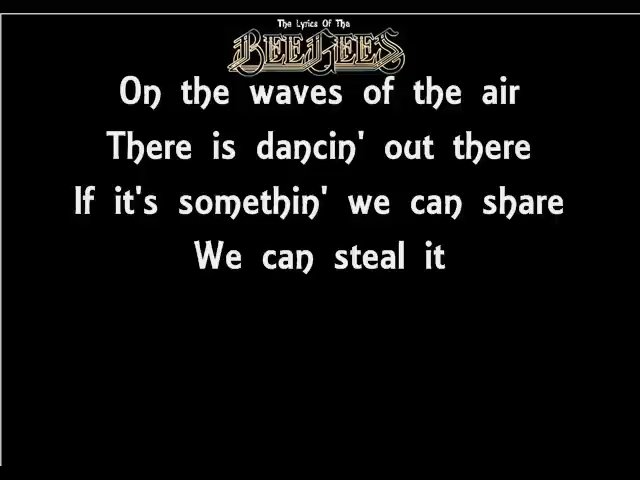 The Lyrics Of The
BEE GEES
On the waves of the air
There is dancin' out there
If it's somethin' we can share
We can steal it